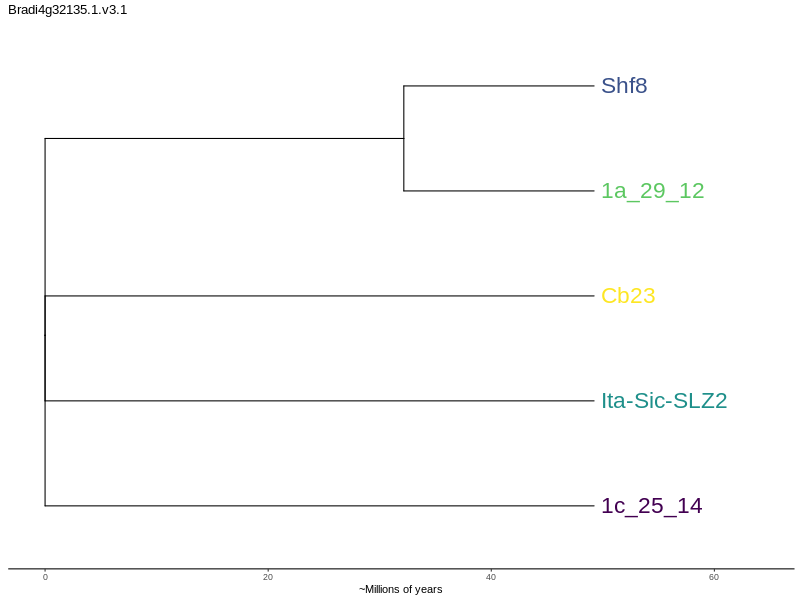 Bradi4g32135.1.v3.1
Shf8
1a_29_12
Cb23
Ita-Sic-SLZ2
1c_25_14
0 20 40 60
~Millions of years